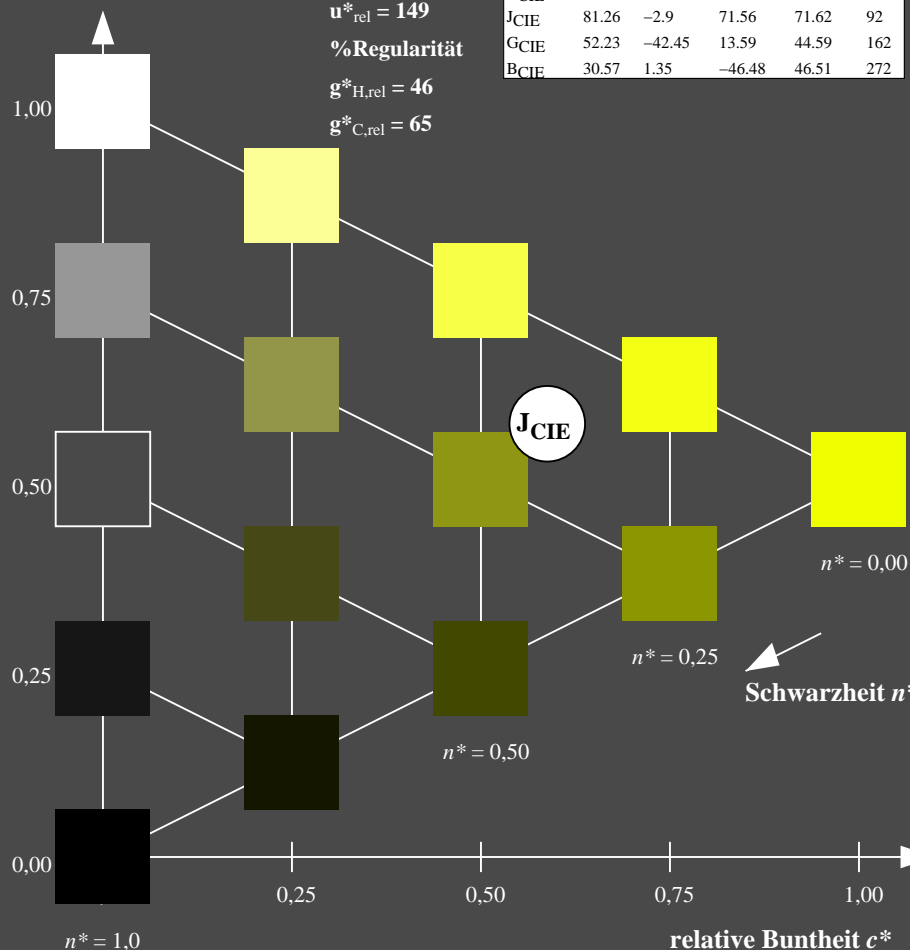 u*rel = 149
%Regularität
g*H,rel = 46
g*C,rel = 65
JCIE 81.26 −2.9 71.56 71.62 92
GCIE 52.23 −42.45 13.59 44.59 162
BCIE 30.57 1.35 −46.48 46.51 272
1,00
0,75
JCIE
0,50
n* = 0,00
n* = 0,25
0,25
Schwarzheit n*
n* = 0,50
0,00
0,25 0,50 0,75 1,00
n* = 1,0
relative Buntheit c*